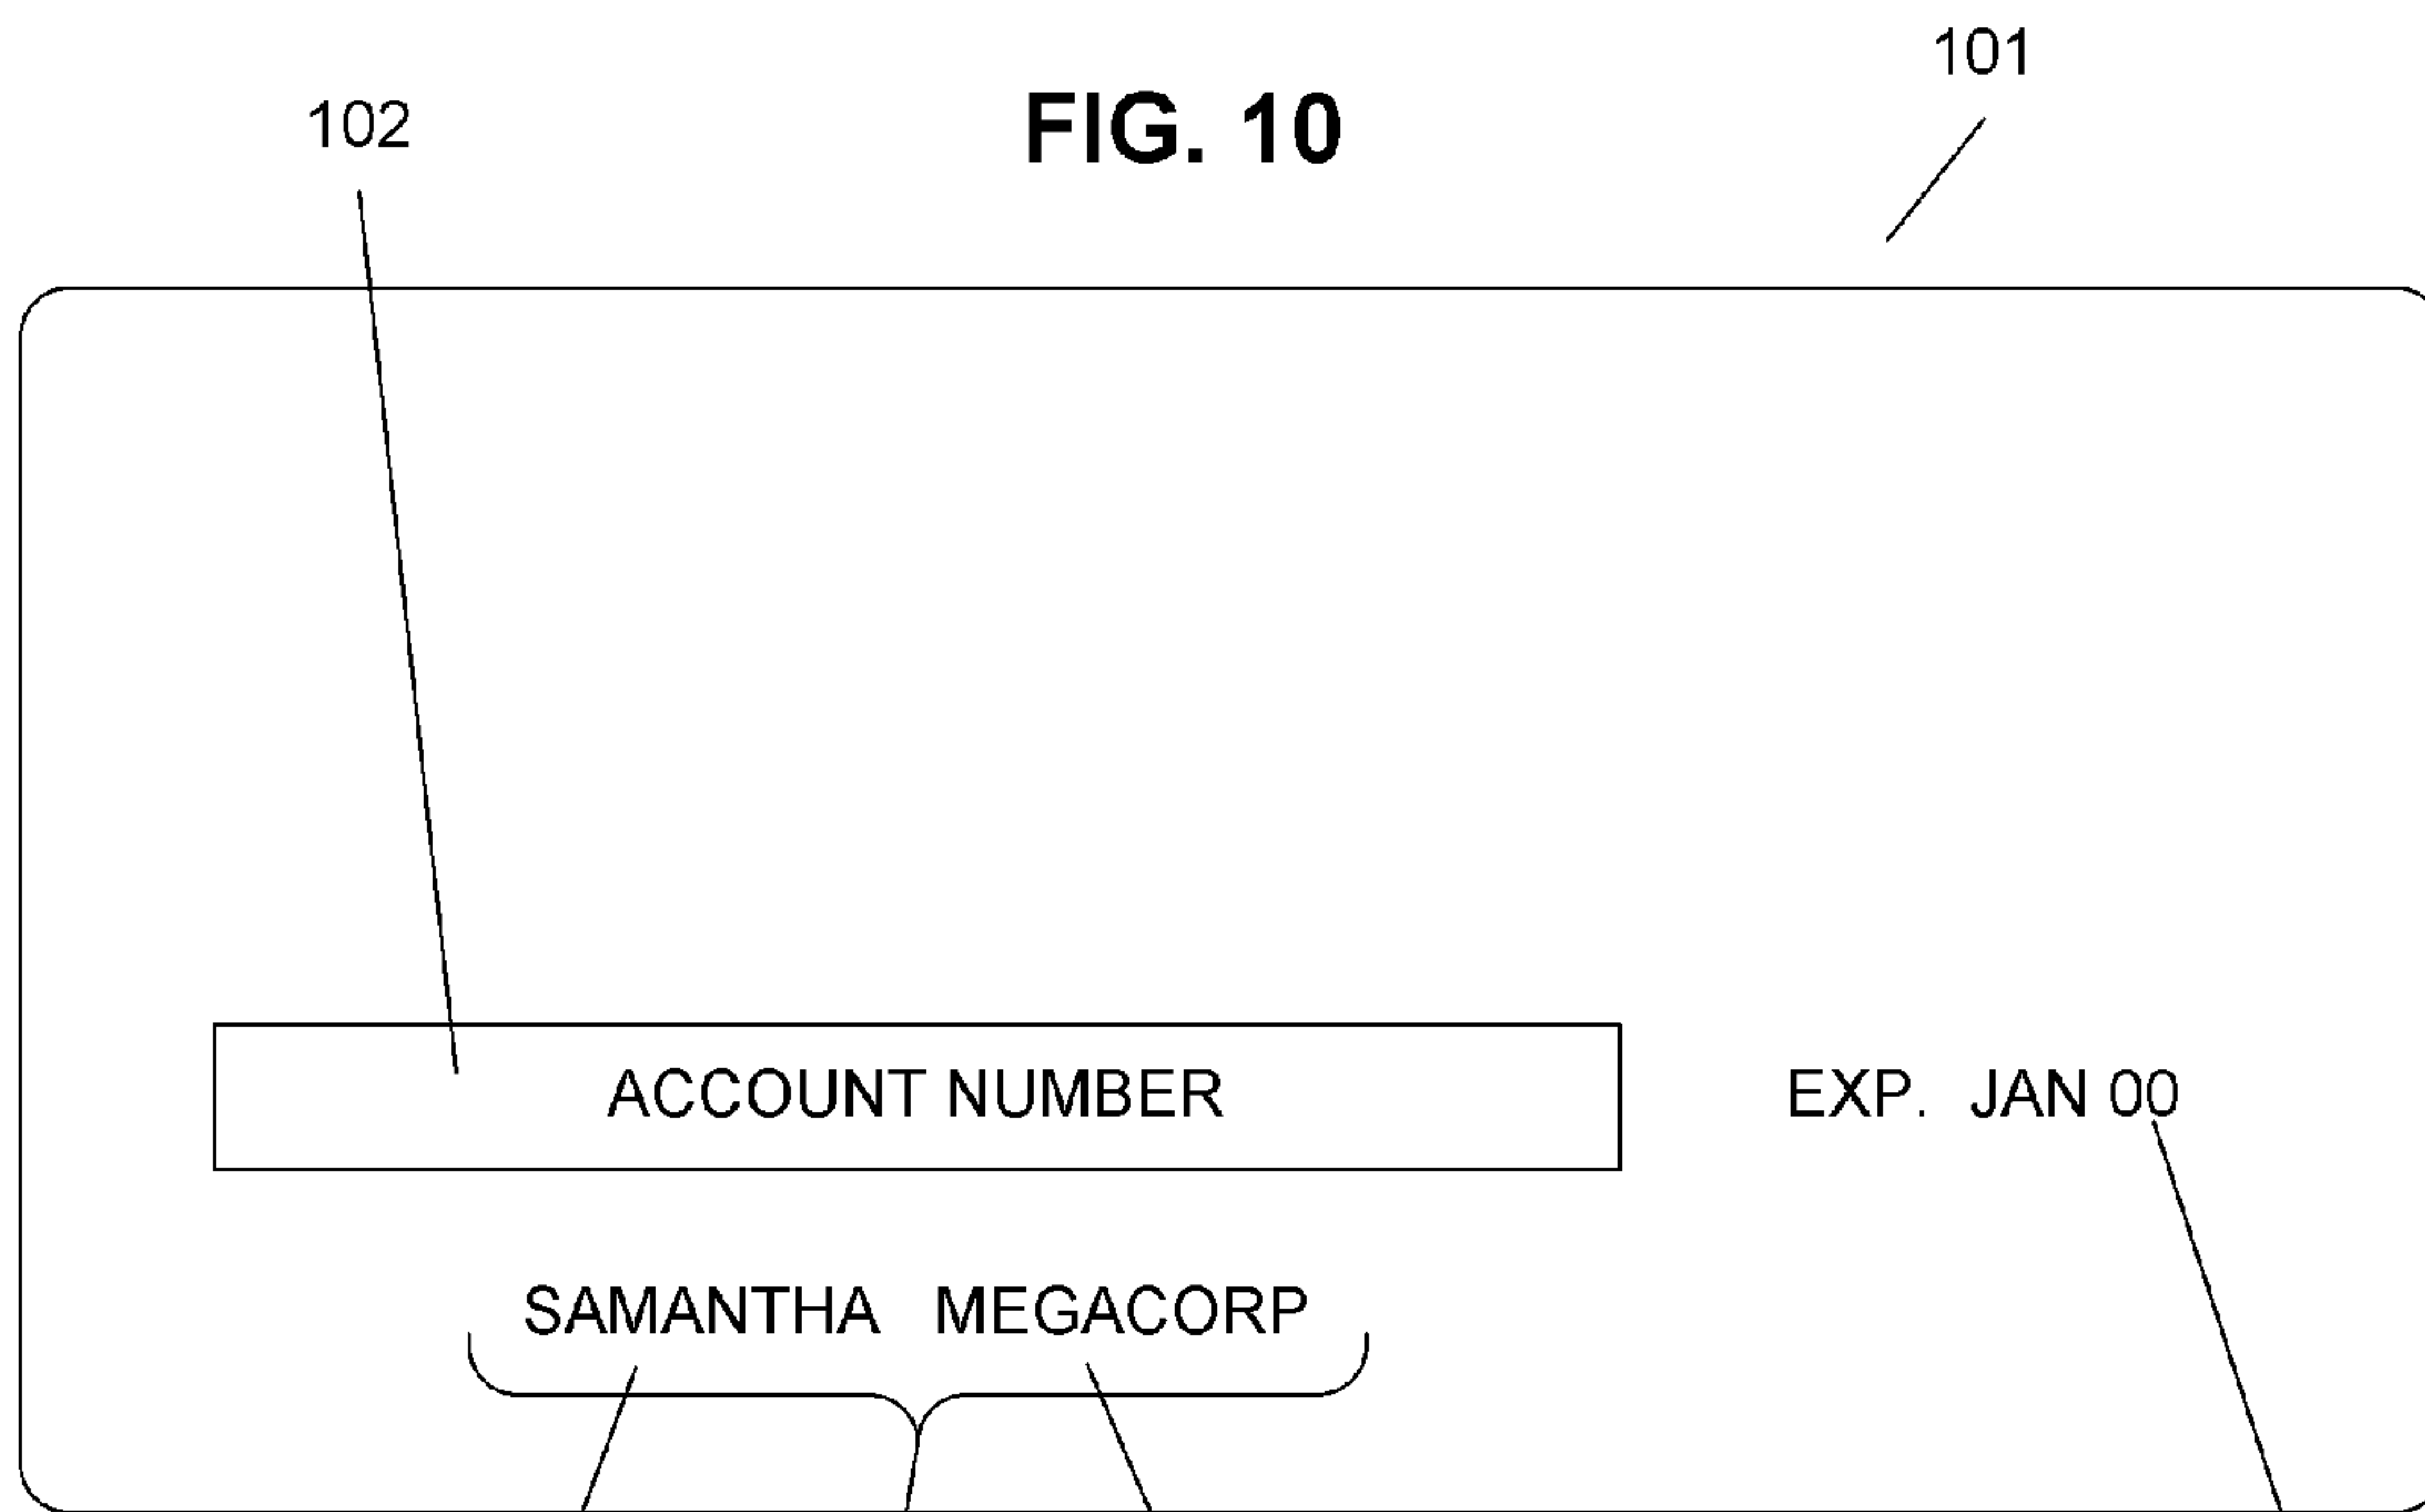 101
102
FIG. 10
ACCOUNT NUMBER
EXP. JAN 00
SAMANTHA MEGACORP